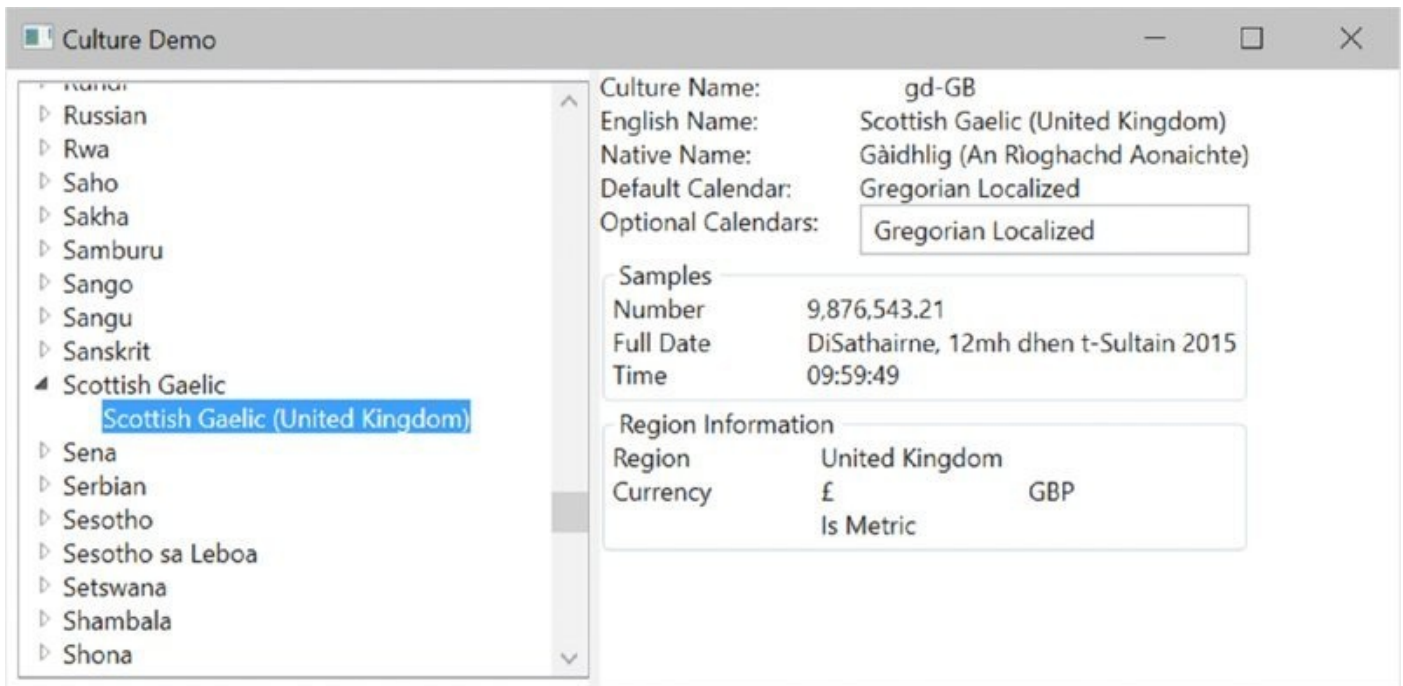 Culture Demo
Russian
Rwa
Saho
Sakha
Samburu
Sango
Sangu
Sanskrit
Scottish Gaelic
Scottish Gaelic (United Kingdom)
Sena
Serbian
Sesotho
Sesotho sa Leboa
Setswana
Shambala
Shona
Culture Name: gd-GB
English Name: Scottish Gaelic (United Kingdom)
Native Name: Gàidhlig (An Rìoghachd Aonaichte)
Default Calendar: Gregorian Localized
Optional Calendars: Gregorian Localized
Samples
Number 9,876,543.21
Full Date DiSathairne, 12mh dhen t-Sultain 2015
Time 09:59:49
Region Information
Region United Kingdom
Currency £ GBP
Is Metric